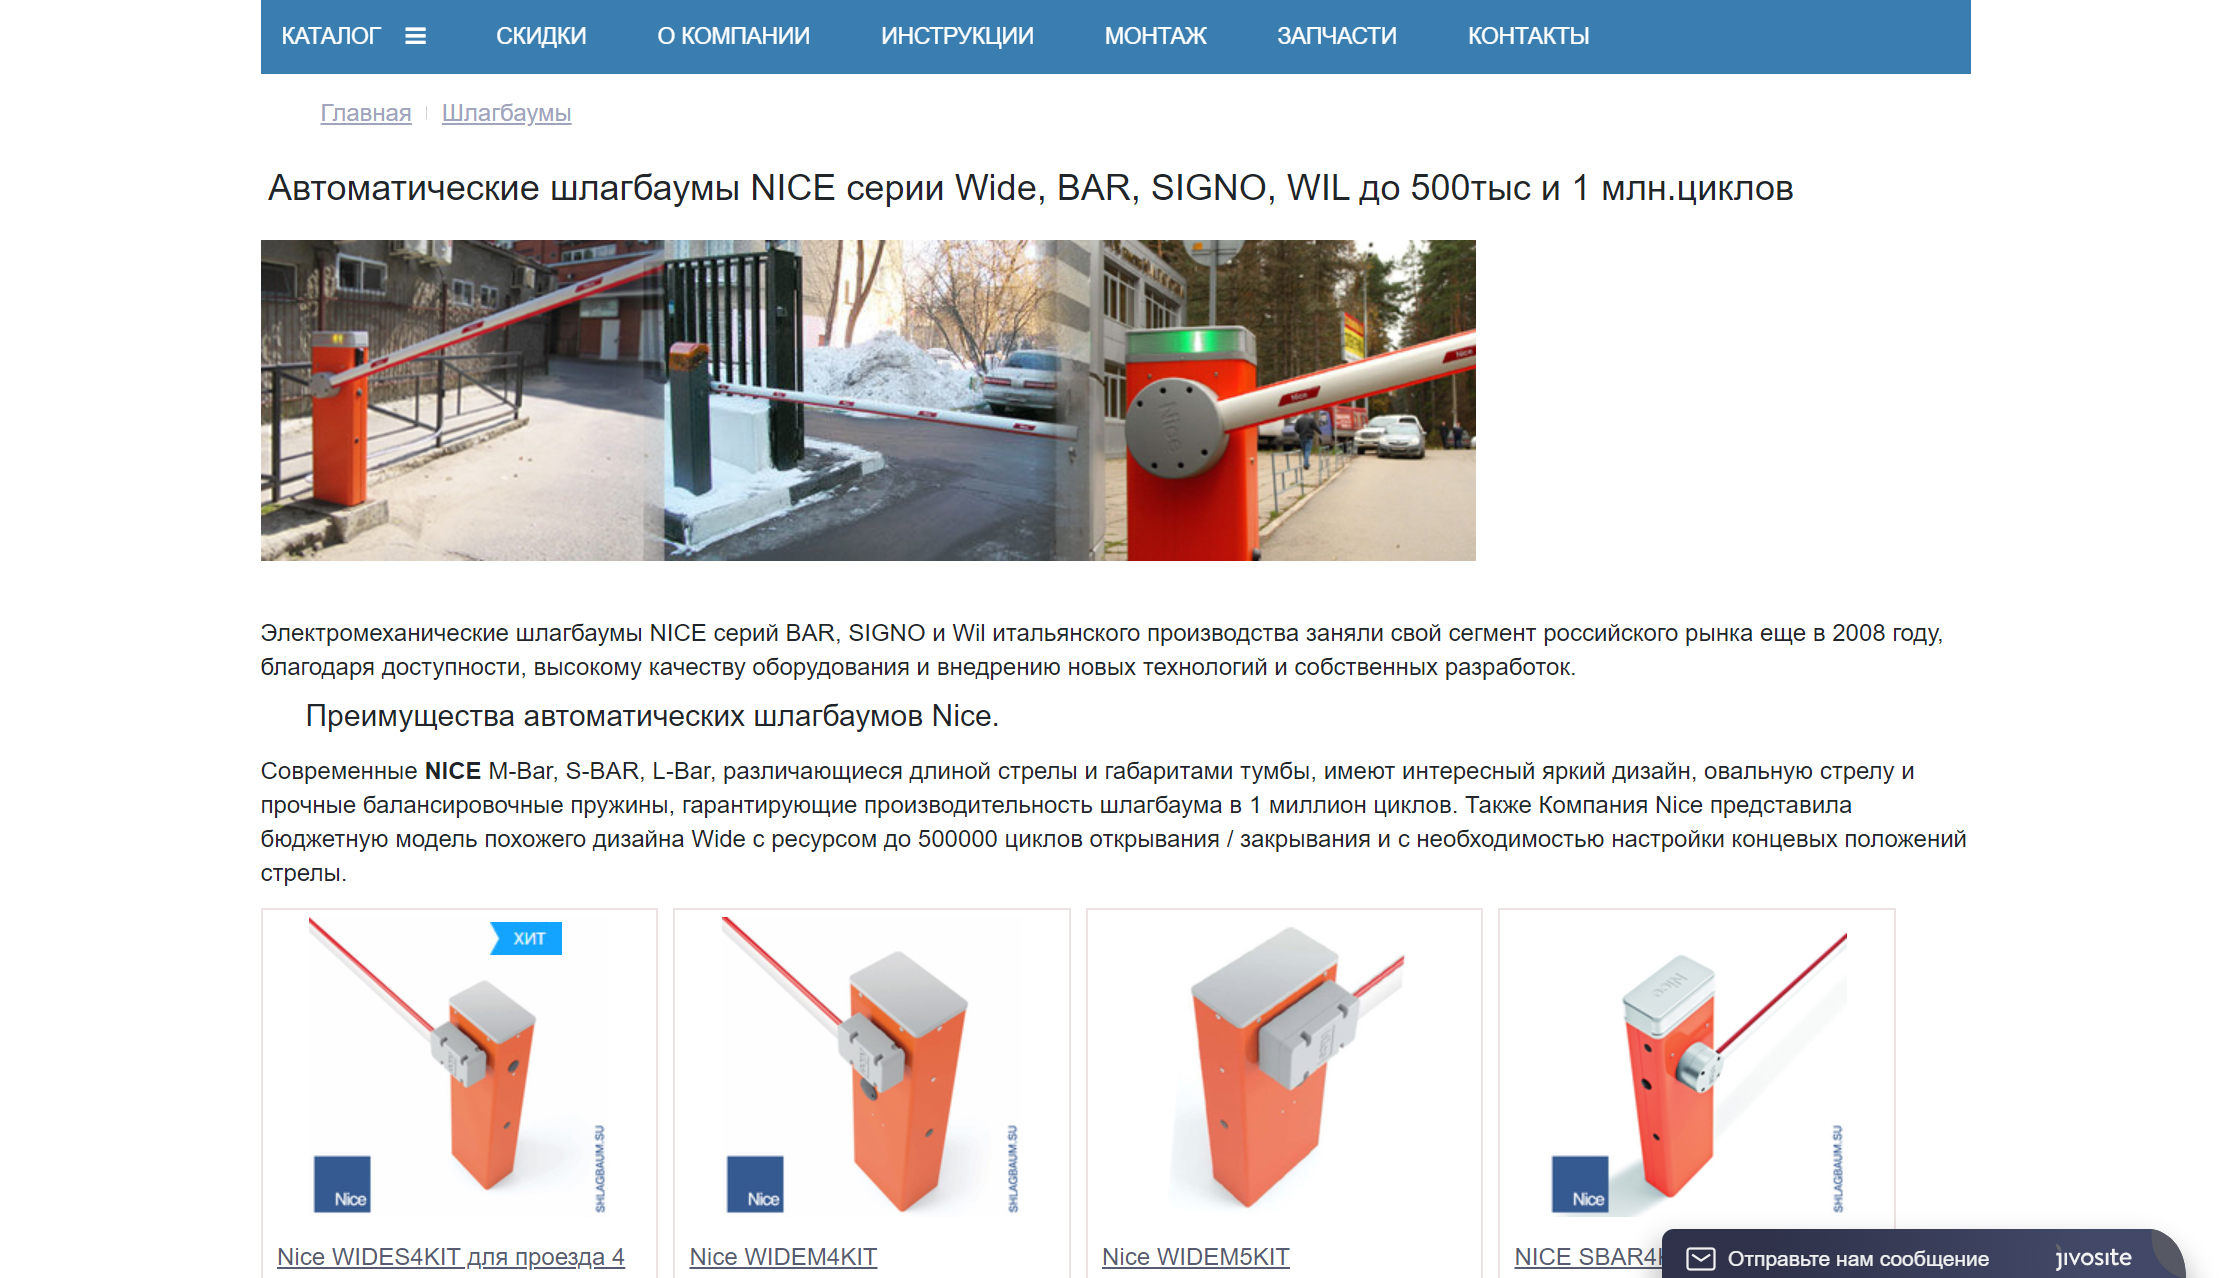 КАТАЛОГ СКИДКИ О КОМПАНИИ ИНСТРУКЦИИ МОНТАЖ ЗАПЧАСТИ КОНТАКТЫ
Главная Шлагбаумы
Автоматические шлагбаумы NICE серии Wide, BAR, SIGNO, WIL до 500тыс и 1 млн.циклов
Nice
Nice
Nice
Электромеханические шлагбаумы NICE серий BAR, SIGNO и Wil итальянского производства заняли свой сегмент российского рынка еще в 2008 году,
благодаря доступности, высокому качеству оборудования и внедрению новых технологий и собственных разработок.
Преимущества автоматических шлагбаумов Nice.
Современные NICE M-Bar, S-BAR, L-Bar, различающиеся длиной стрелы и габаритами тумбы, имеют интересный яркий дизайн, овальную стрелу и
прочные балансировочные пружины, гарантирующие производительность шлагбаума в 1 миллион циклов. Также Компания Nice представила
бюджетную модель похожего дизайна Wide с ресурсом до 500000 циклов открывания / закрывания и с необходимостью настройки концевых положений
стрелы.
ХИТ
Nice
SHLAGBAUM.SU
Nice
SHLAGBAUM.SU
Nice
Nice
Nice
SHLAGBAUM.SU
Nice WIDES4KIT для проезда 4
Nice WIDEM4KIT
Nice WIDEM5KIT
NICE SBAR4
Отправьте нам сообщение jivosite